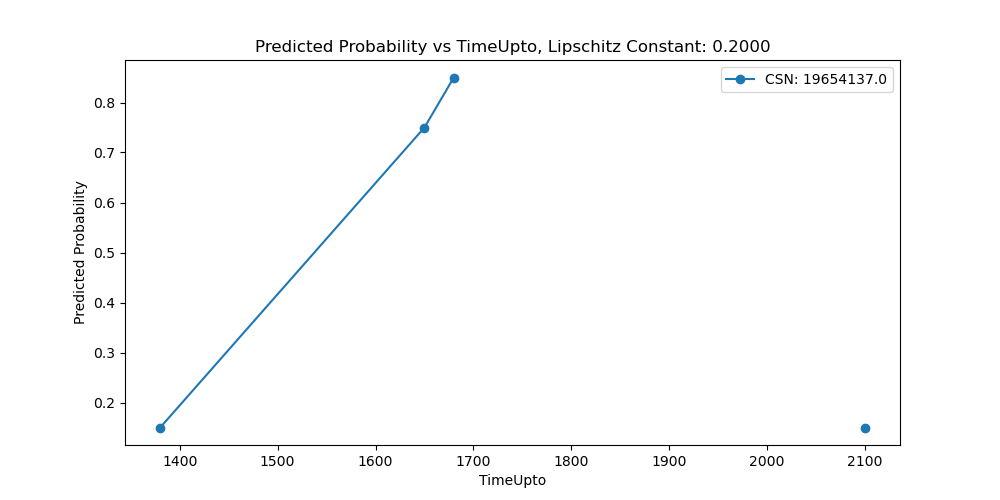 Predicted Probability vs TimeUpto, Lipschitz Constant: 0.2000
CSN: 19654137.0
Predicted Probability
0.8
0.7
0.6
0.5
0.4
0.3
0.2
1400 1500 1600 1700 1800 1900 2000 2100
TimeUpto